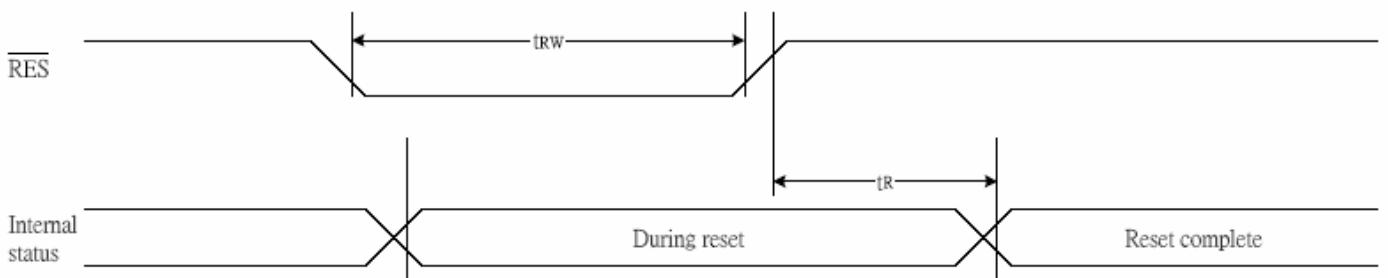 RES
tRW
tR
Internal
status
During reset
Reset complete